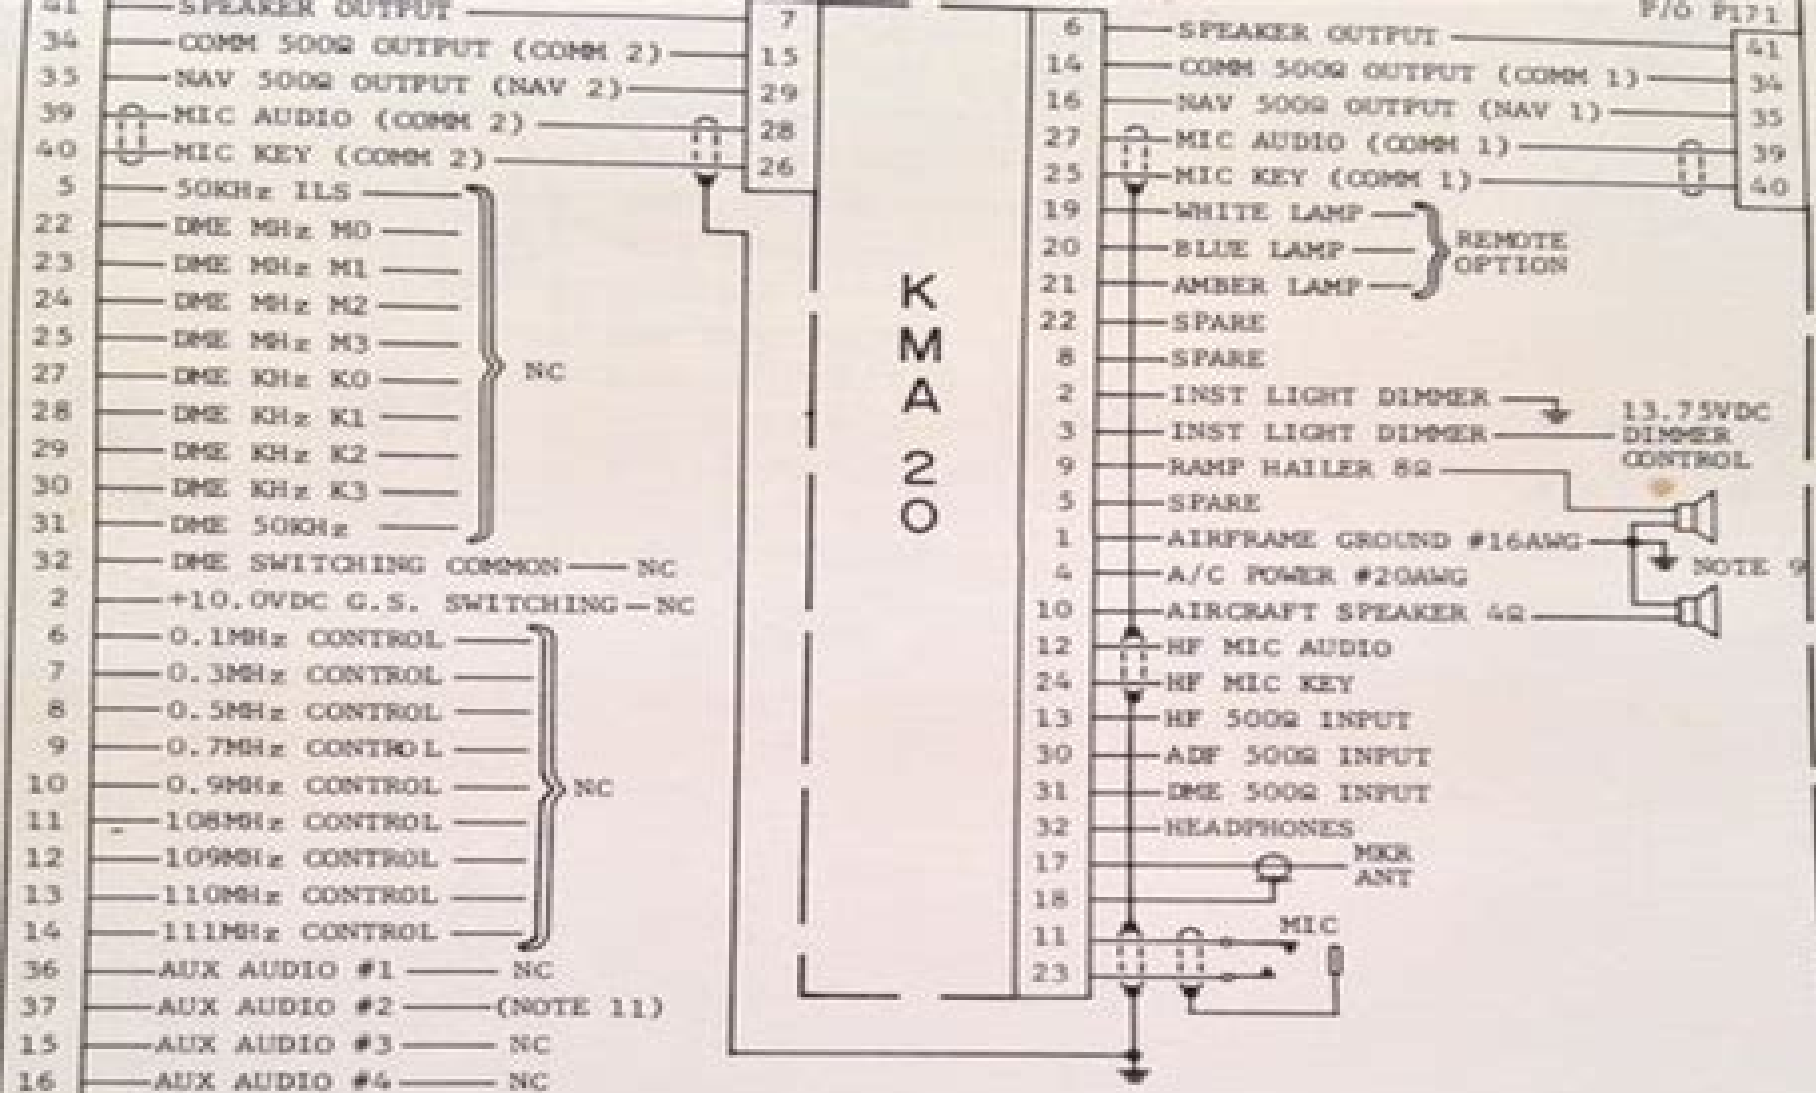 41 SPEAKER OUTPUT 7
34 COMM 500Ω OUTPUT (COMM 2) 15
35 NAV 500Ω OUTPUT (NAV 2) 29
39 MIC AUDIO (COMM 2) 28
40 MIC KEY (COMM 2) 26
5 50KHz ILS
22 DME MHz M0
23 DME MHz M1
24 DME MHz M2
25 DME MHz M3
27 DME KHz K0
28 DME KHz K1
29 DME KHz K2
30 DME KHz K3
31 DME 50KHz
NC
32 DME SWITCHING COMMON NC
2 +10.0VDC G.S. SWITCHING NC
6 0.1MHz CONTROL
7 0.3MHz CONTROL
8 0.5MHz CONTROL
9 0.7MHz CONTROL
10 0.9MHz CONTROL
11 108MHz CONTROL
12 109MHz CONTROL
13 110MHz CONTROL
14 111MHz CONTROL
NC
36 AUX AUDIO #1 NC
37 AUX AUDIO #2 (NOTE 11)
15 AUX AUDIO #3 NC
16 AUX AUDIO #4 NC
KMA 20
P/O P171
6 SPEAKER OUTPUT 41
14 COMM 500Ω OUTPUT (COMM 1) 34
16 NAV 500Ω OUTPUT (NAV 1) 35
27 MIC AUDIO (COMM 1) 39
25 MIC KEY (COMM 1) 40
19 WHITE LAMP
20 BLUE LAMP
21 AMBER LAMP
REMOTE
OPTION
22 SPARE
8 SPARE
2 INST LIGHT DIMMER
3 INST LIGHT DIMMER
13.75VDC
DIMMER
CONTROL
9 RAMP HAILER 8Ω
5 SPARE
1 AIRFRAME GROUND #16AWG
NOTE 9
4 A/C POWER #20AWG
10 AIRCRAFT SPEAKER 4Ω
12 HF MIC AUDIO
24 HF MIC KEY
13 HF 500Ω INPUT
30 ADF 500Ω INPUT
31 DME 500Ω INPUT
32 HEADPHONES
17 MKR
ANT
18
11 MIC
23